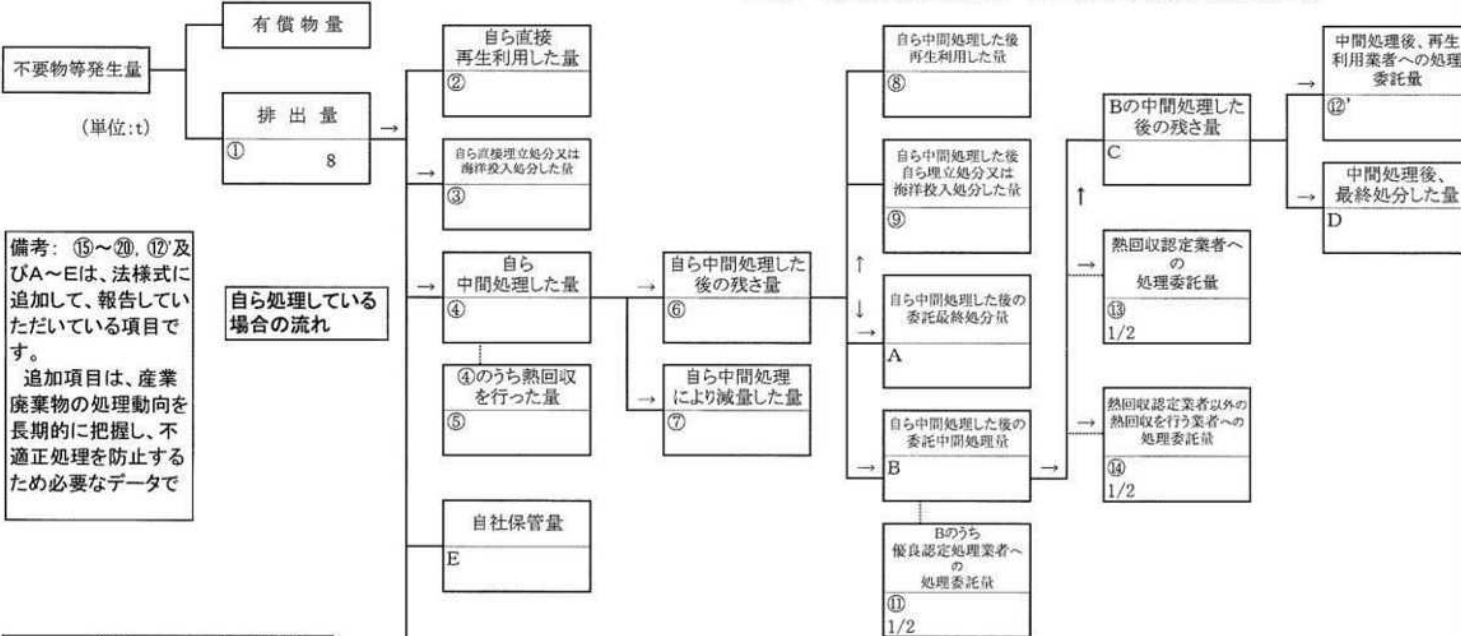 有 償 物 量
不要物等発生量
(単位:t)
排 出 量
①
8
備考: ⑮～⑳, ⑫'及
びA～Eは、法様式に
追加して、報告してい
ただいている項目で
す。
追加項目は、産業
廃棄物の処理動向を
長期的に把握し、不
適正処理を防止する
ため必要なデータで
自ら処理している
場合の流れ
自ら直接
再生利用した量
②
自ら直接埋立処分又は
海洋投入処分した量
③
自ら
中間処理した量
④
④のうち熱回収
を行った量
⑤
自社保管量
E
自ら中間処理した
後の残さ量
⑥
自ら中間処理
により減量した量
⑦
自ら中間処理した後
再生利用した量
⑧
自ら中間処理した後
自ら埋立処分又は
海洋投入処分した量
⑨
自ら中間処理した後の
委託最終処分量
A
自ら中間処理した後の
委託中間処理量
B
Bのうち
優良認定処理業者へ
の
処理委託量
⑪
1/2
Bの中間処理した
後の残さ量
C
熱回収認定業者へ
の
処理委託量
⑬
1/2
熱回収認定業者以外の
熱回収を行う業者への
処理委託量
⑭
1/2
中間処理後、再生
利用業者への処理
委託量
⑫'
中間処理後、
最終処分した量
D